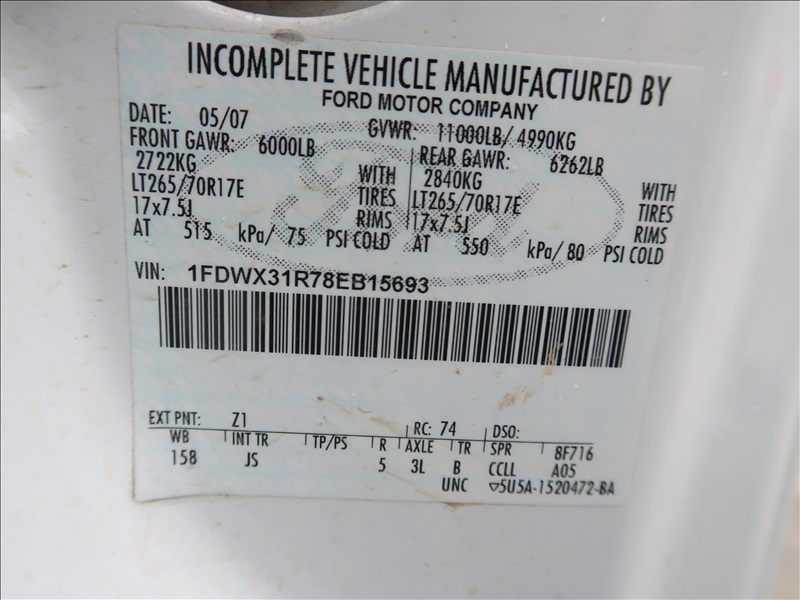 INCOMPLETE VEHICLE MANUFACTURED BY
FORD MOTOR COMPANY
DATE: 05/07 GVWR: 11000LB/ 4990KG
FRONT GAWR: 6000LB REAR GAWR: 6262LB
2722KG WITH 2840KG WITH
LT265/70R17E TIRES LT265/70R17E TIRES
17x7.5J RIMS 17x7.5J RIMS
AT 515 kPa/ 75 PSI COLD AT 550 kPa/ 80 PSI COLD
VIN: 1FDWX31R78EB15693
EXT PNT: Z1 RC: 74 DSO:
WB INT TR TP/PS R AXLE TR SPR 8F716
158 JS 5 3L B CCLL A05
UNC ▽5U5A-1520472-BA
Ford